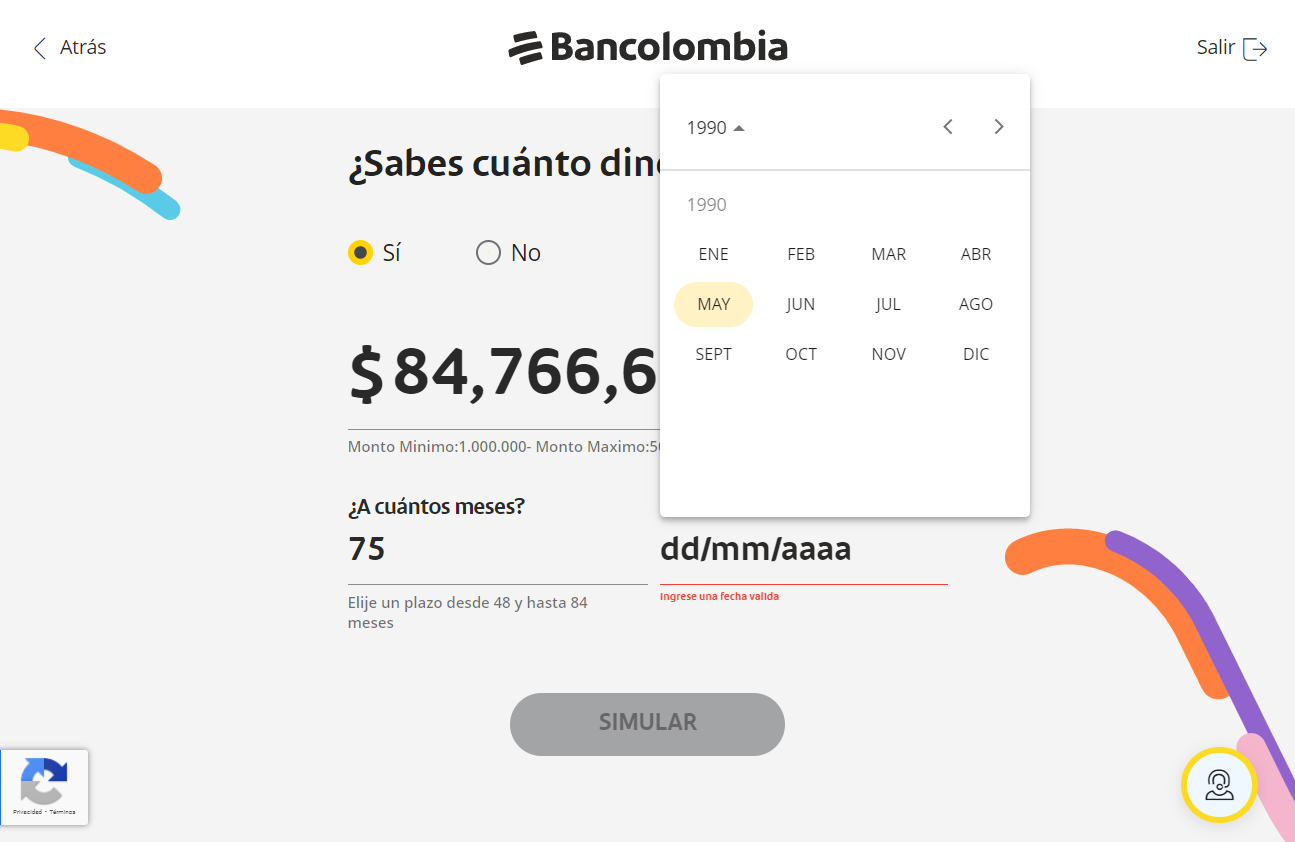 Atrás
Bancolombia
Salir
¿Sabes cuánto
Sí
No
$84,766,6
Monto Minimo:1.000.000- Monto Maximo:
¿A cuántos meses?
75
Elije un plazo desde 48 y hasta 84
meses
1990
1990
ENE FEB MAR ABR
MAY JUN JUL AGO
SEPT OCT NOV DIC
dd/mm/aaaa
Ingrese una fecha valida
SIMULAR
Privacidad - Términos